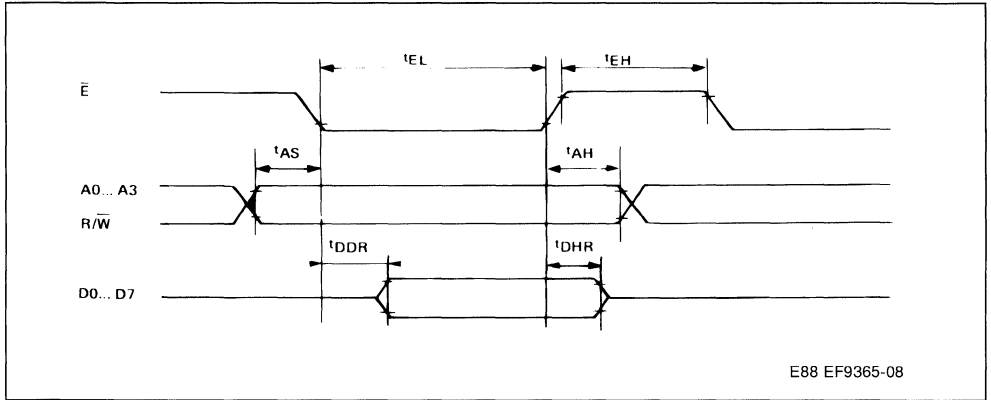 tEL tEH
Ē
tAS tAH
A0... A3
R/W̅
tDDR tDHR
D0... D7
E88 EF9365-08